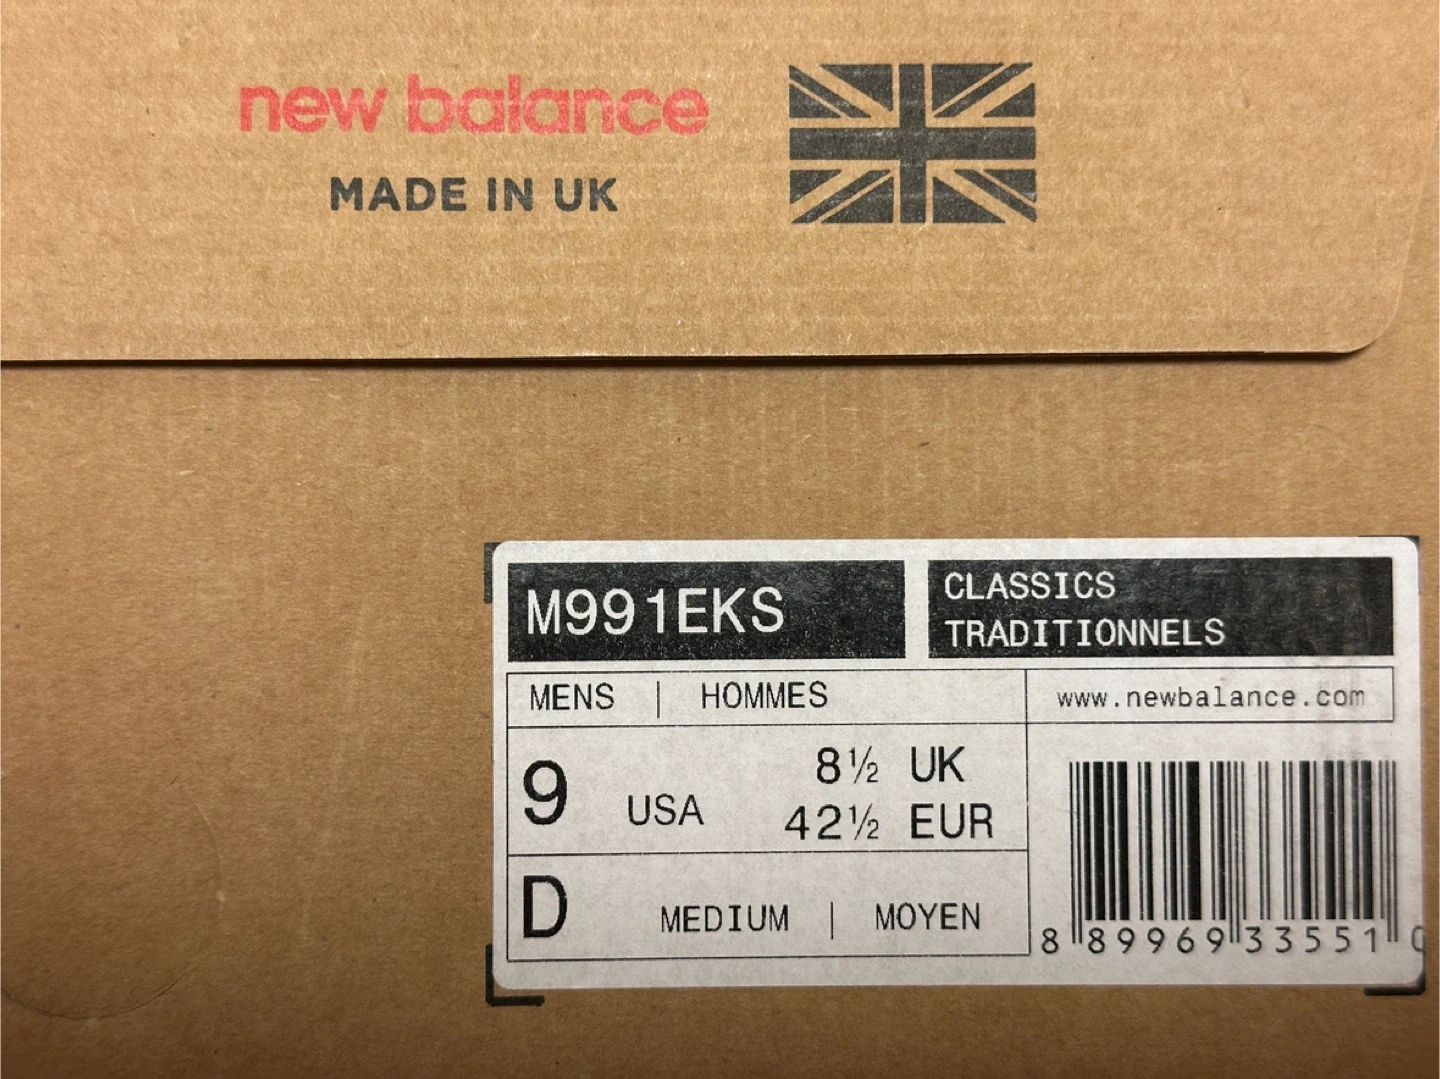 new balance
MADE IN UK
M991EKS
CLASSICS
TRADITIONNELS
MENS | HOMMES
www.newbalance.com
9 USA
8½ UK
42½ EUR
D MEDIUM | MOYEN
8 89969 33551